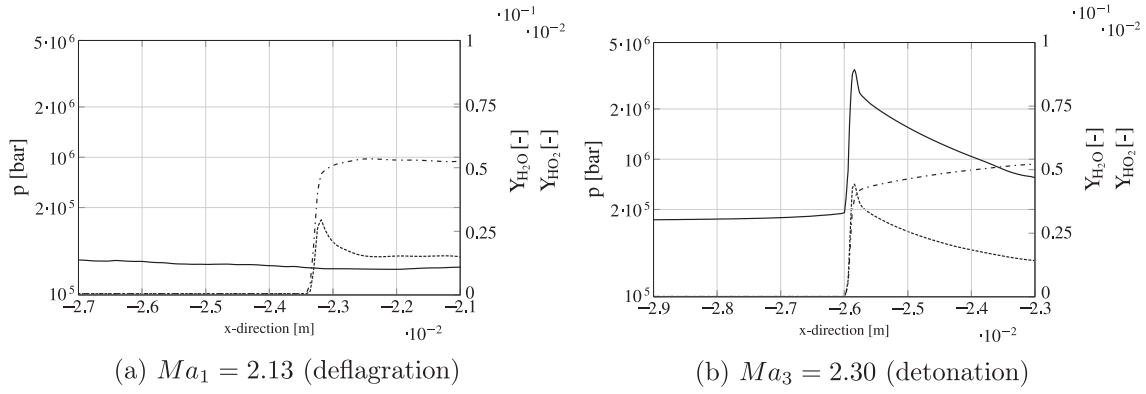 ·10⁻¹
·10⁻²
5·10⁶
2·10⁶
10⁶
2·10⁵
10⁵
p [bar]
−2.7 −2.6 −2.5 −2.4 −2.3 −2.2 −2.1
x-direction [m]
·10⁻²
1
0.75
0.5
0.25
0
Y_H₂O [-]
Y_HO₂ [-]
(a) Ma₁ = 2.13 (deflagration)
·10⁻¹
·10⁻²
5·10⁶
2·10⁶
10⁶
2·10⁵
10⁵
p [bar]
−2.9 −2.8 −2.7 −2.6 −2.5 −2.4 −2.3
x-direction [m]
·10⁻²
1
0.75
0.5
0.25
0
Y_H₂O [-]
Y_HO₂ [-]
(b) Ma₃ = 2.30 (detonation)